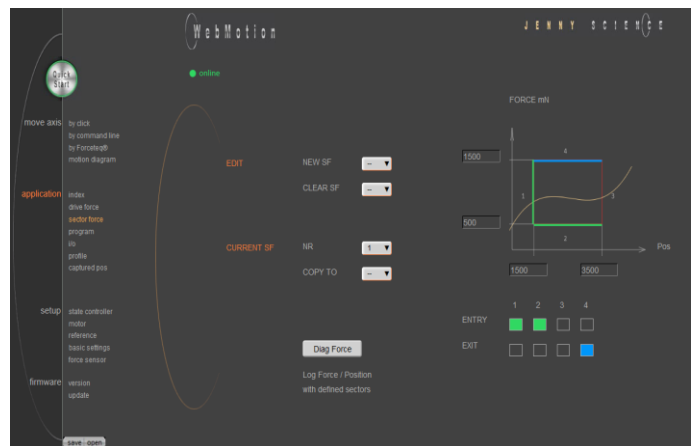 WebMotion
JENNY SCIENCE
Quick
Start
online
FORCE mN
move axis
by click
by command line
by Forceteq®
motion diagram
EDIT
NEW SF
--
CLEAR SF
--
1500
4
1
3
500
2
Pos
1500
3500
application
index
drive force
sector force
program
i/o
profile
captured pos
CURRENT SF
NR
1
COPY TO
--
1 2 3 4
ENTRY
EXIT
setup
state controller
motor
reference
basic settings
force sensor
Diag Force
Log Force / Position
with defined sectors
firmware
version
update
save open